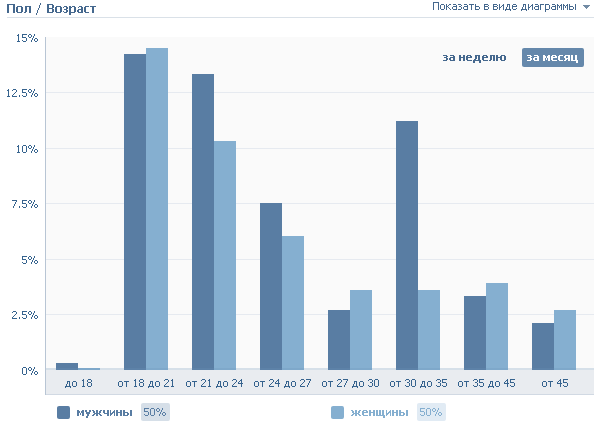 Пол / Возраст
Показать в виде диаграммы
за неделю за месяц
15%
12.5%
10%
7.5%
5%
2.5%
0%
до 18 от 18 до 21 от 21 до 24 от 24 до 27 от 27 до 30 от 30 до 35 от 35 до 45 от 45
мужчины 50% женщины 50%